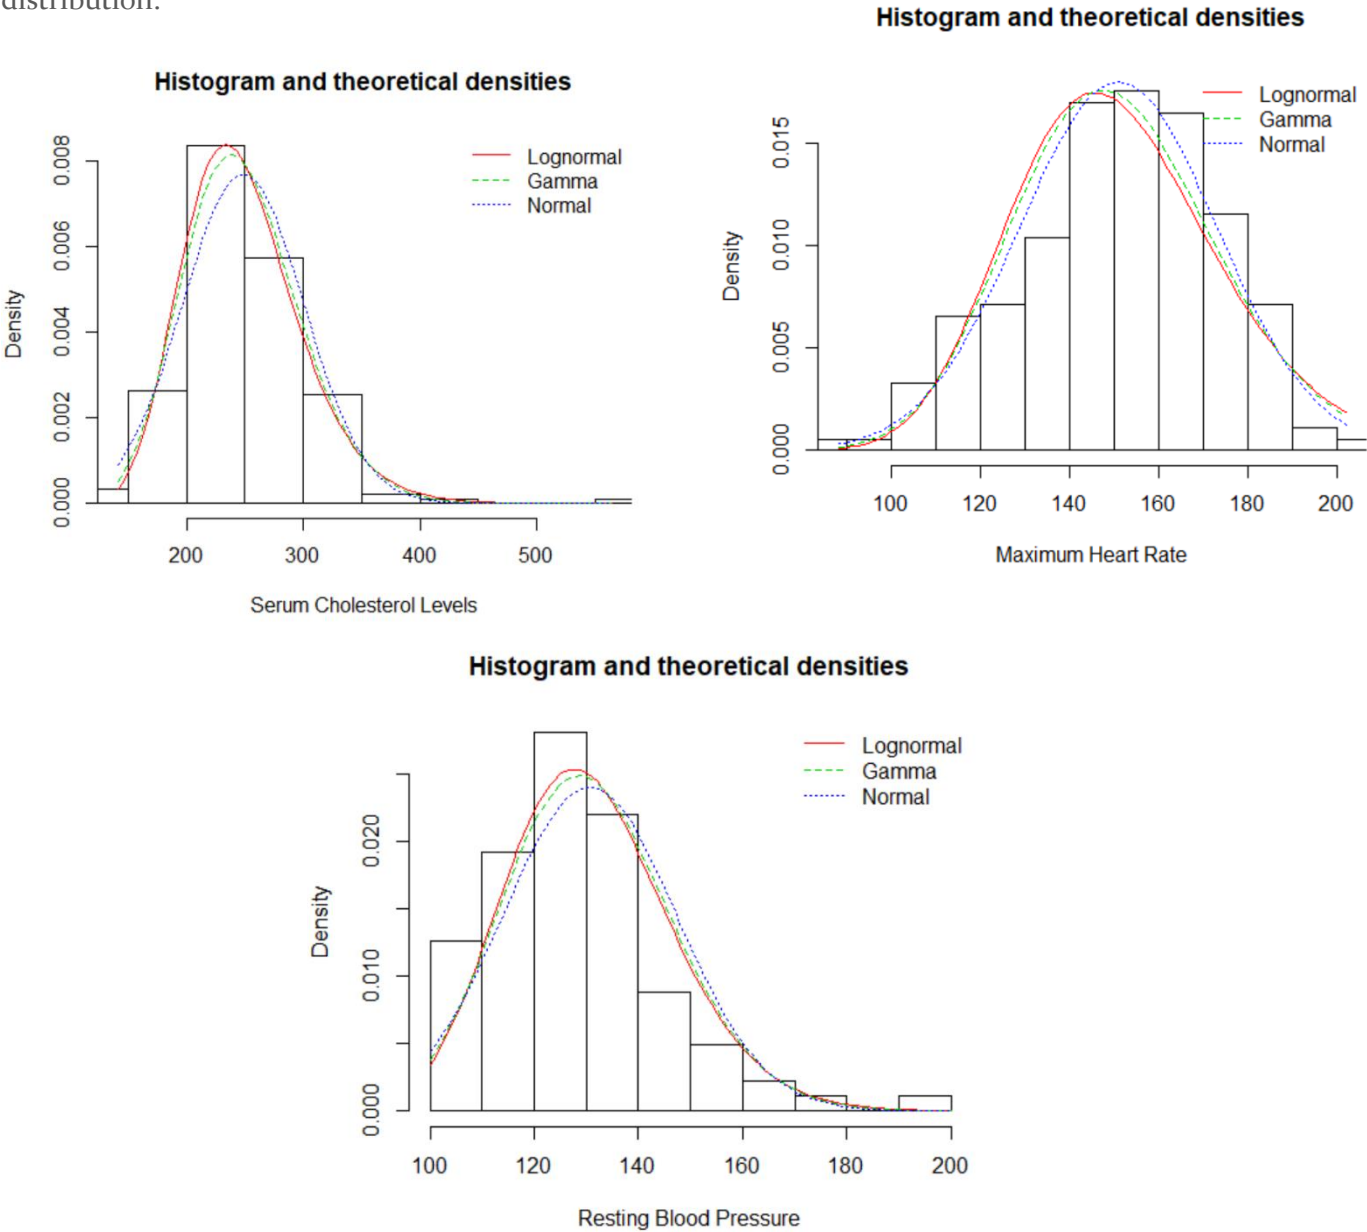 distribution.
Histogram and theoretical densities
Density
0.000 0.002 0.004 0.006 0.008
Lognormal
Gamma
Normal
200 300 400 500
Serum Cholesterol Levels
Histogram and theoretical densities
Density
0.000 0.005 0.010 0.015
Lognormal
Gamma
Normal
100 120 140 160 180 200
Maximum Heart Rate
Histogram and theoretical densities
Density
0.000 0.010 0.020
Lognormal
Gamma
Normal
100 120 140 160 180 200
Resting Blood Pressure